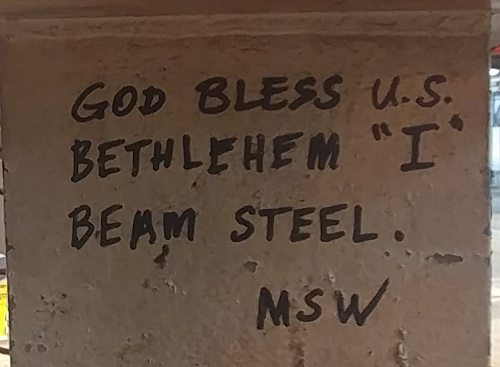 GOD BLESS U.S.
BETHLEHEM "I"
BEAM STEEL.
MSW